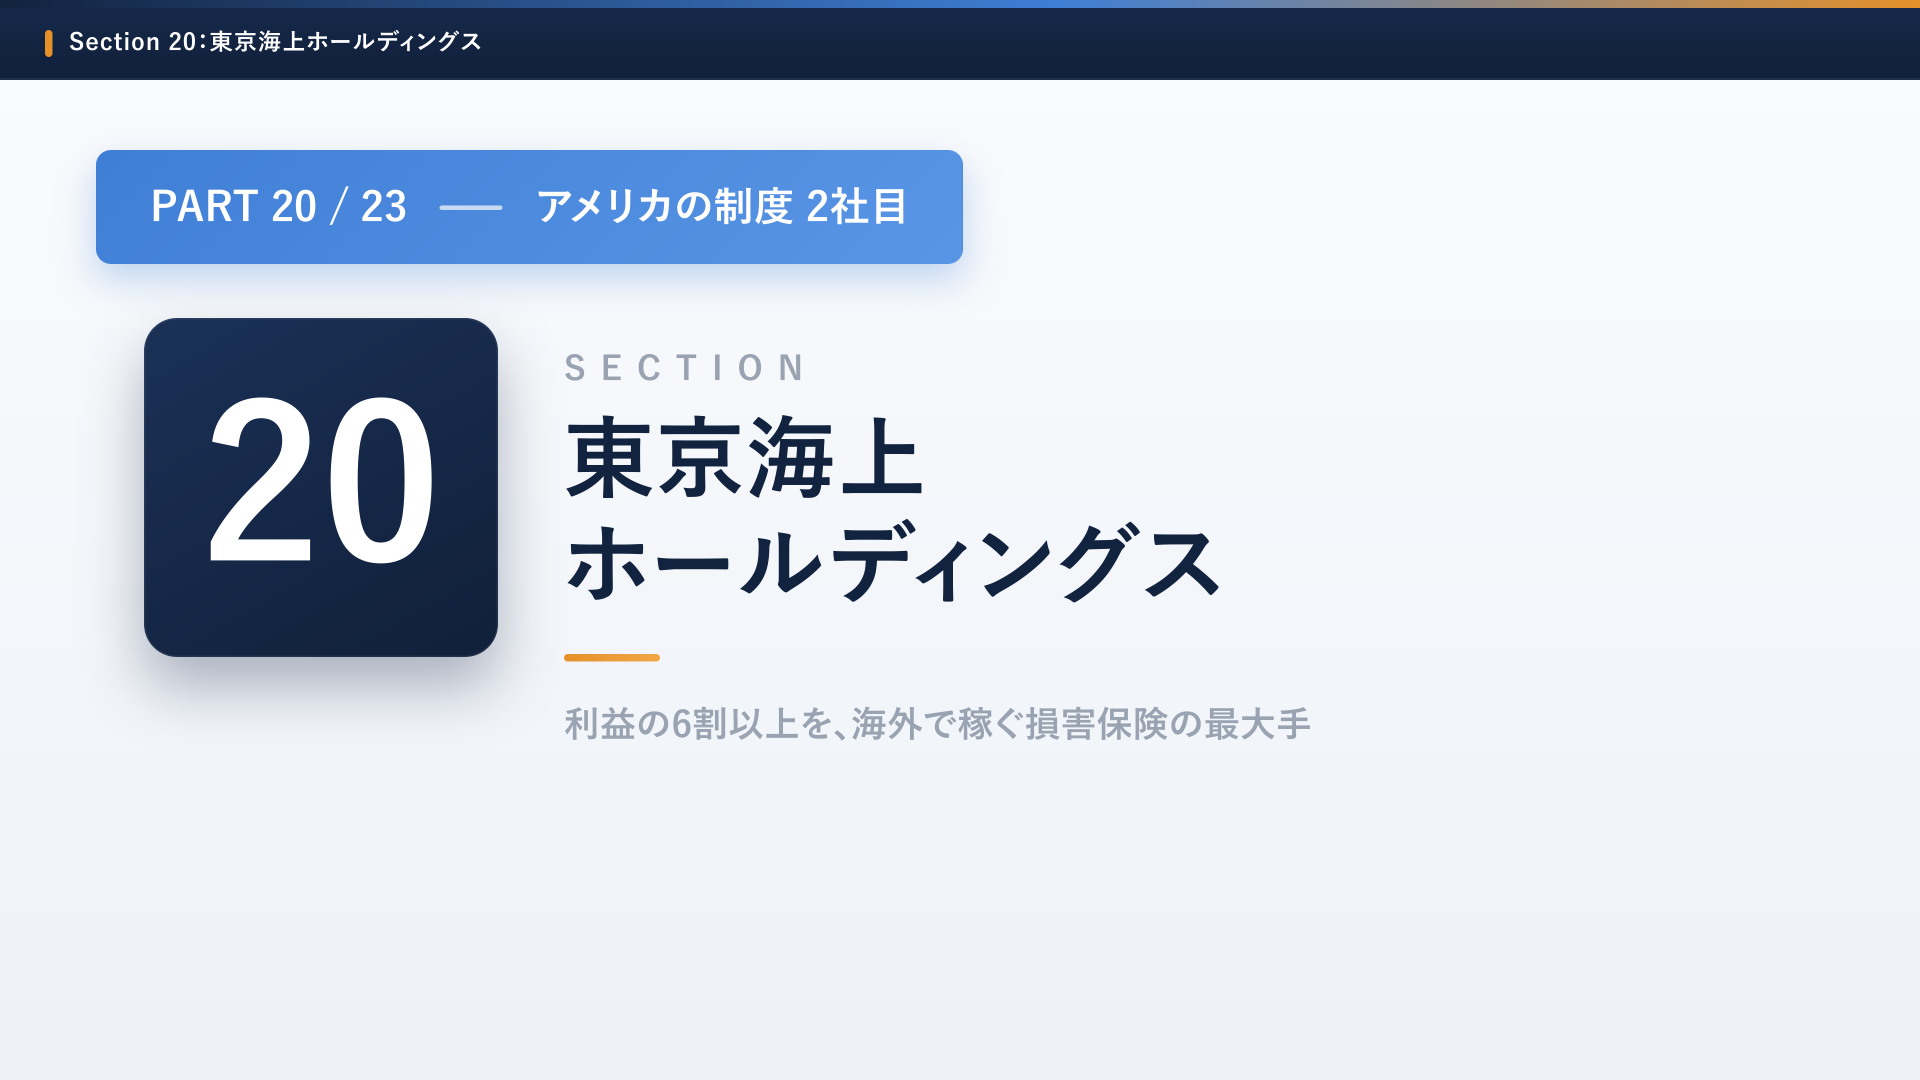 Section 20：東京海上ホールディングス
PART 20 / 23 — アメリカの制度 2社目
20
SECTION
東京海上
ホールディングス
利益の6割以上を、海外で稼ぐ損害保険の最大手